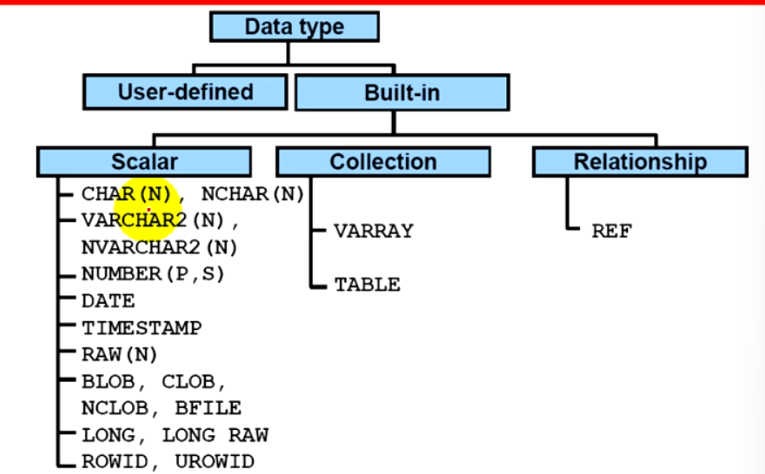 Data type
User-defined
Built-in
Scalar
Collection
Relationship
CHAR(N), NCHAR(N)
VARCHAR2(N),
NVARCHAR2(N)
NUMBER(P,S)
DATE
TIMESTAMP
RAW(N)
BLOB, CLOB,
NCLOB, BFILE
LONG, LONG RAW
ROWID, UROWID
VARRAY
TABLE
REF